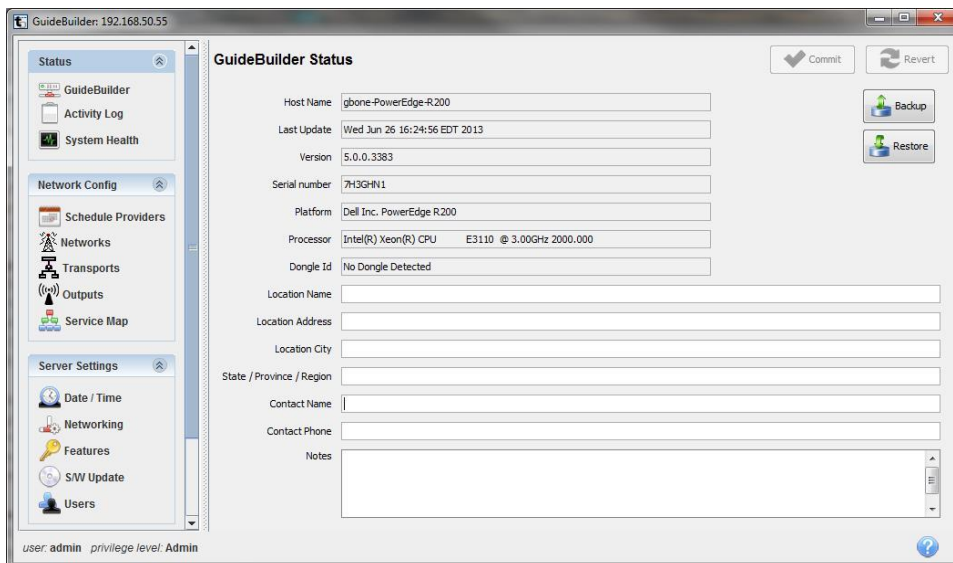 GuideBuilder: 192.168.50.55
Status
GuideBuilder
Activity Log
System Health
Network Config
Schedule Providers
Networks
Transports
Outputs
Service Map
Server Settings
Date / Time
Networking
Features
S/W Update
Users
GuideBuilder Status
Commit
Revert
Backup
Restore
Host Name gbone-PowerEdge-R200
Last Update Wed Jun 26 16:24:56 EDT 2013
Version 5.0.0.3383
Serial number 7H3GHN1
Platform Dell Inc. PowerEdge R200
Processor Intel(R) Xeon(R) CPU E3110 @ 3.00GHz 2000.000
Dongle Id No Dongle Detected
Location Name
Location Address
Location City
State / Province / Region
Contact Name
Contact Phone
Notes
user: admin privilege level: Admin